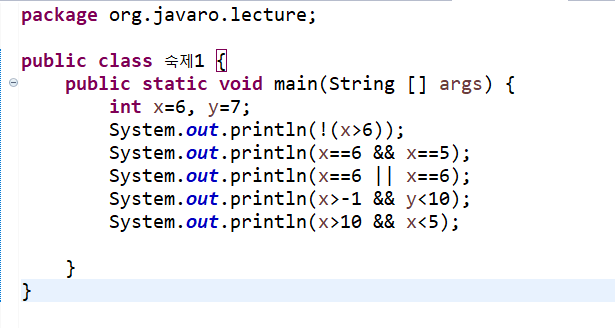 package org.javaro.lecture;
public class 숙제1 {
public static void main(String [] args) {
int x=6, y=7;
System.out.println(!(x>6));
System.out.println(x==6 && x==5);
System.out.println(x==6 || x==6);
System.out.println(x>-1 && y<10);
System.out.println(x>10 && x<5);
}
}